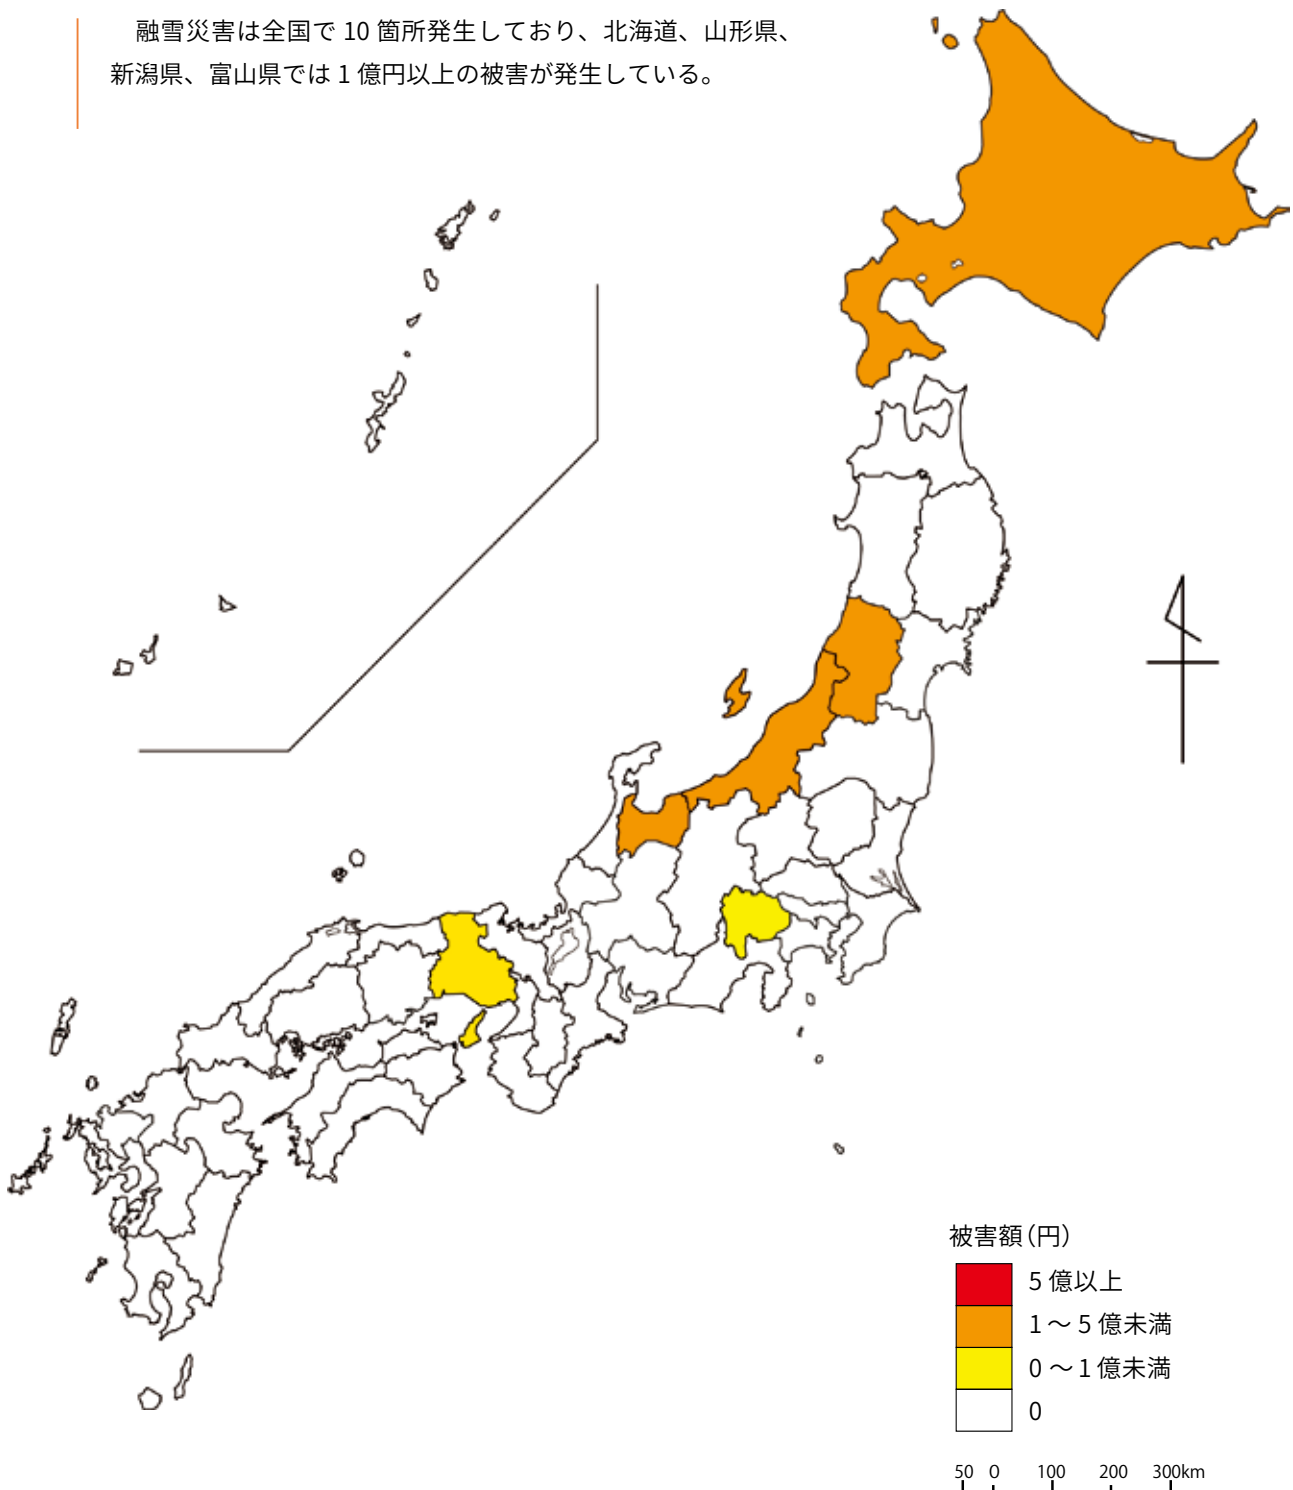 融雪災害は全国で 10 箇所発生しており、北海道、山形県、
新潟県、富山県では 1 億円以上の被害が発生している。
被害額（円）
5 億以上
1 ～ 5 億未満
0 ～ 1 億未満
0
50 0 100 200 300km